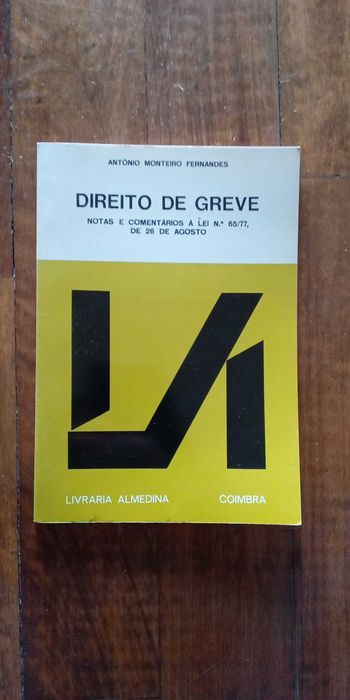 ANTÓNIO MONTEIRO FERNANDES
DIREITO DE GREVE
NOTAS E COMENTÁRIOS À LEI N.º 65/77,
DE 26 DE AGOSTO
LIVRARIA ALMEDINA COIMBRA